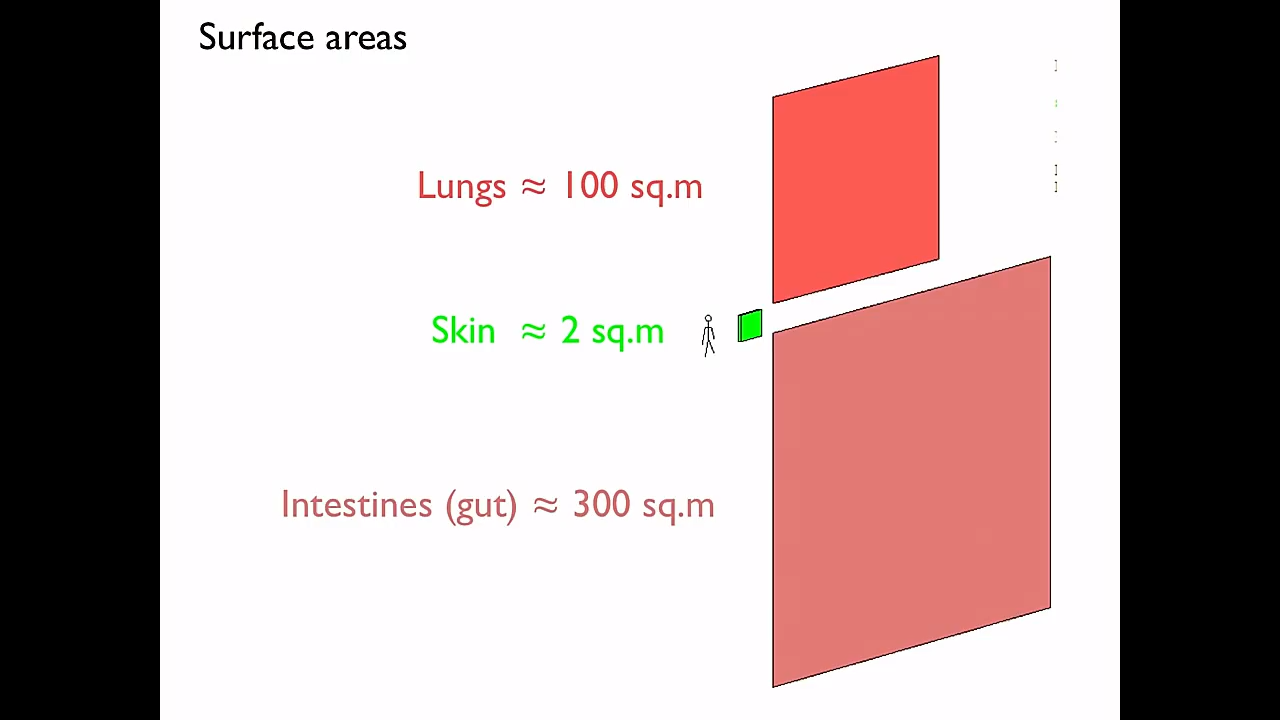 Surface areas
Lungs ≈ 100 sq.m
Skin ≈ 2 sq.m
Intestines (gut) ≈ 300 sq.m